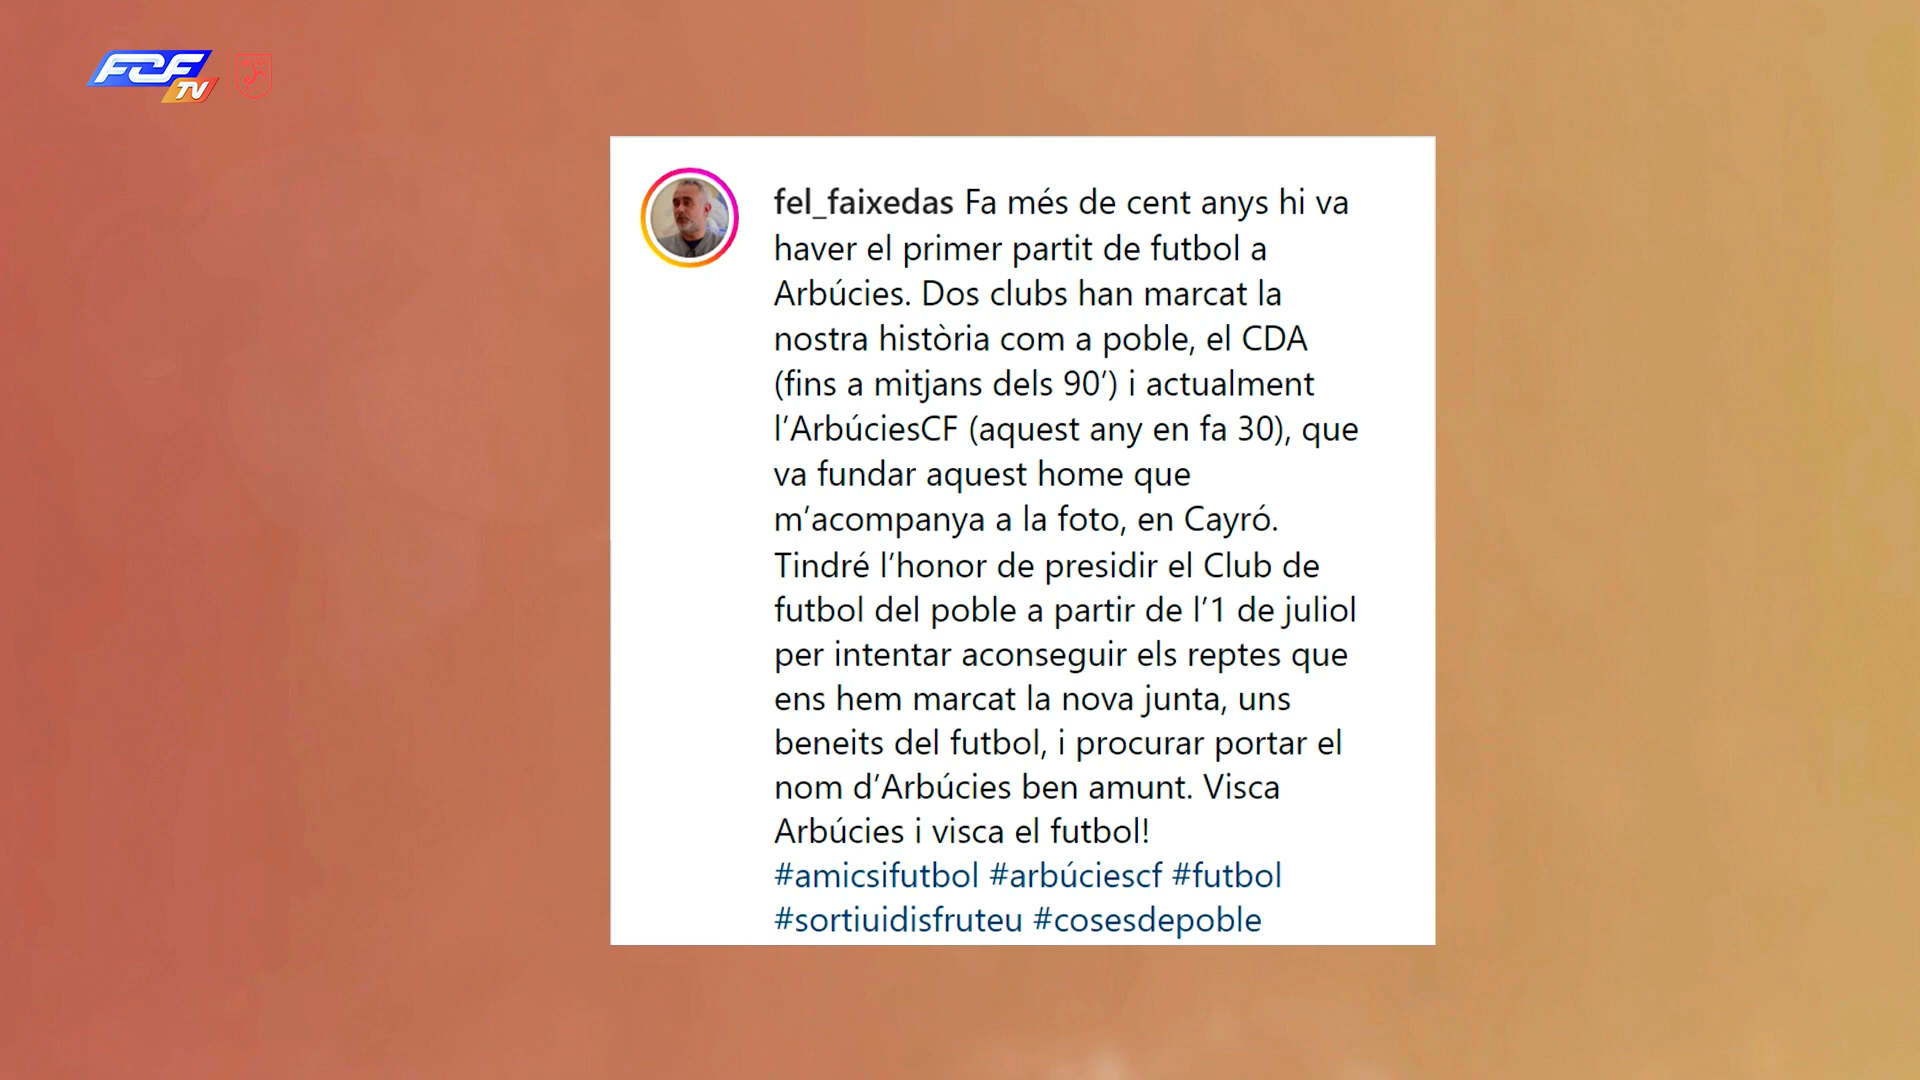 FCF
TV
fel_faixedas Fa més de cent anys hi va
haver el primer partit de futbol a
Arbúcies. Dos clubs han marcat la
nostra història com a poble, el CDA
(fins a mitjans dels 90’) i actualment
l’ArbúciesCF (aquest any en fa 30), que
va fundar aquest home que
m’acompanya a la foto, en Cayró.
Tindré l’honor de presidir el Club de
futbol del poble a partir de l’1 de juliol
per intentar aconseguir els reptes que
ens hem marcat la nova junta, uns
beneits del futbol, i procurar portar el
nom d’Arbúcies ben amunt. Visca
Arbúcies i visca el futbol!
#amicsifutbol #arbúciescf #futbol
#sortiuidisfruteu #cosesdepoble